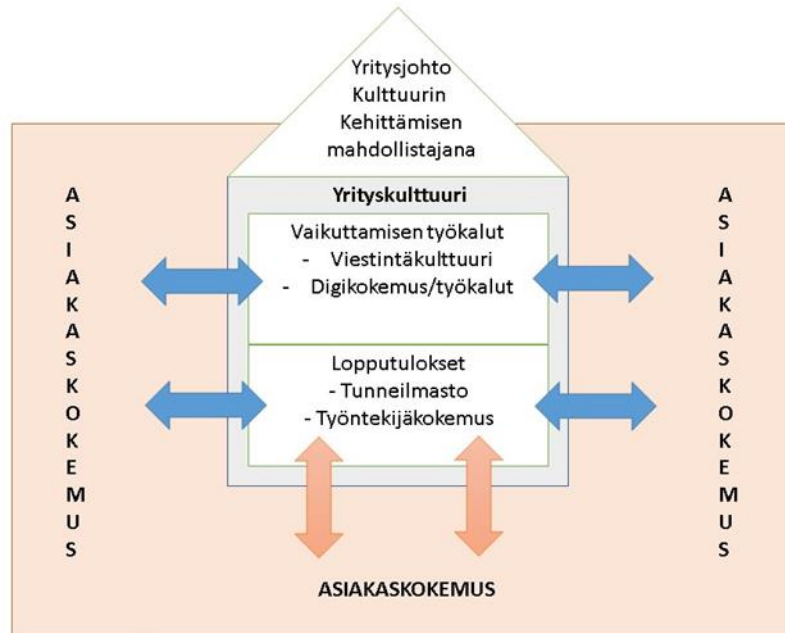 Yritysjohto
Kulttuurin
Kehittämisen
mahdollistajana
Yrityskulttuuri
Vaikuttamisen työkalut
- Viestintäkulttuuri
- Digikokemus/työkalut
Lopputulokset
- Tunneilmasto
- Työntekijäkokemus
ASIAKASKOKEMUS
ASIAKASKOKEMUS
ASIAKASKOKEMUS